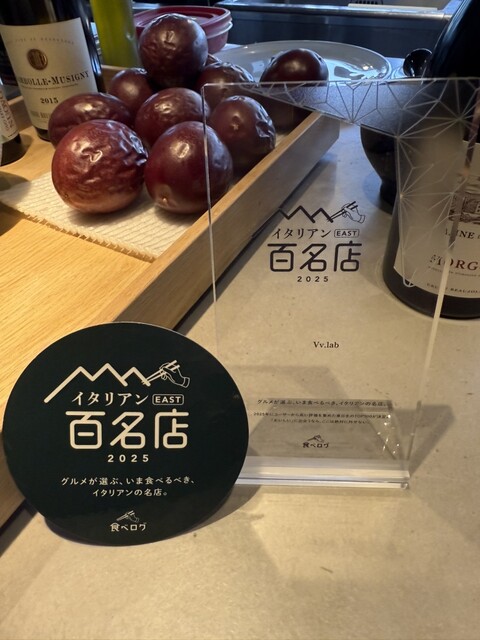 CHAMBOLLE-MUSIGNY
2015
イタリアン EAST
百名店
2025
Vv.lab
グルメが選ぶ、いま食べるべき、イタリアンの名店。
食べログ
イタリアン EAST
百名店
2025
グルメが選ぶ、いま食べるべき、
イタリアンの名店。
食べログ